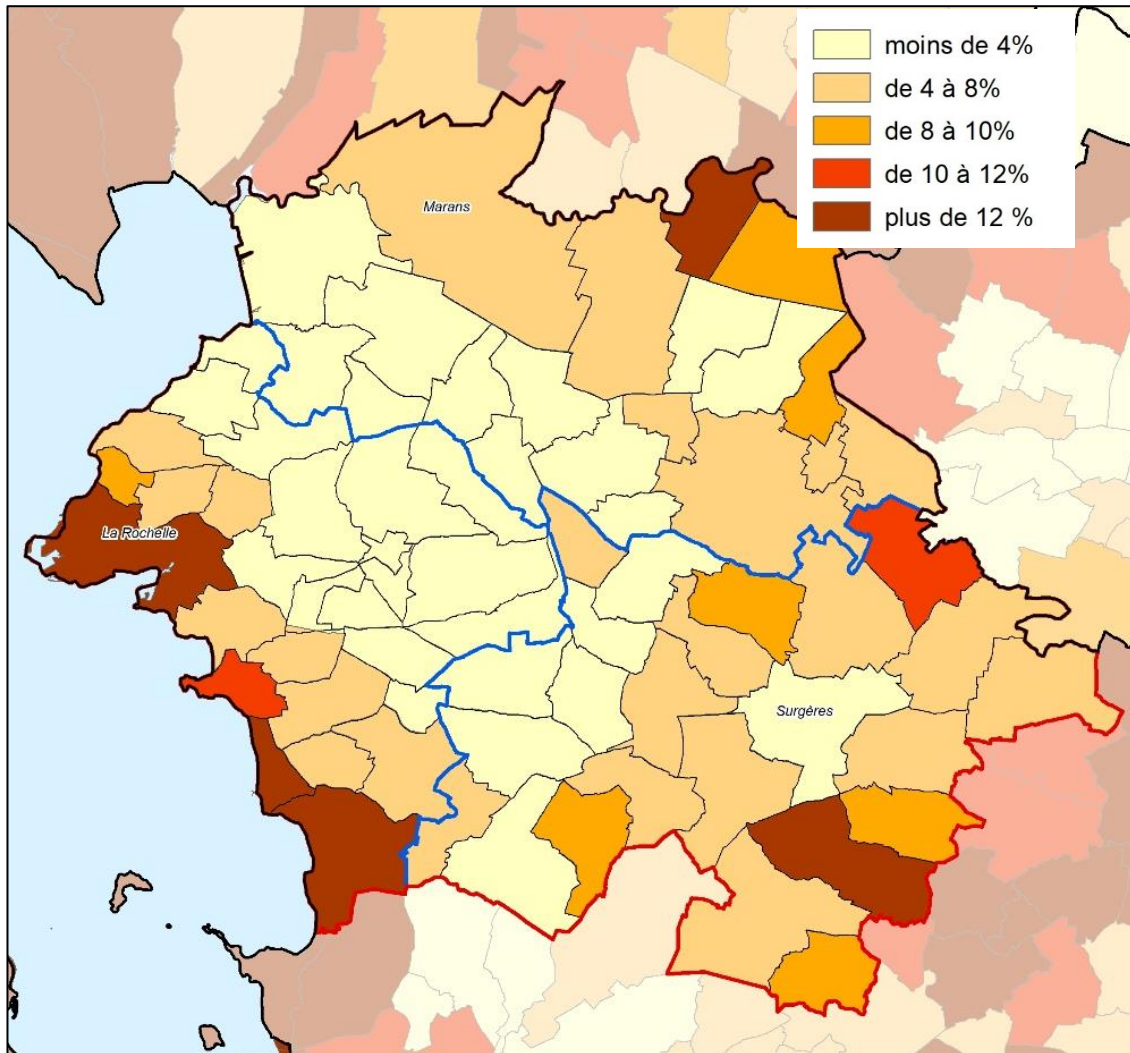 moins de 4%
de 4 à 8%
de 8 à 10%
de 10 à 12%
plus de 12 %
Marans
La Rochelle
Surgères